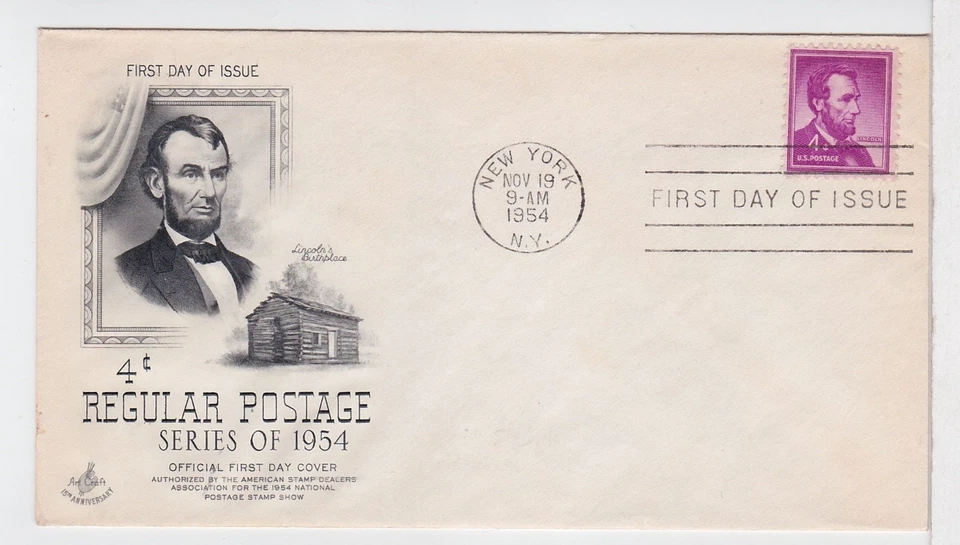 FIRST DAY OF ISSUE
Lincoln's
Birthplace
4¢
REGULAR POSTAGE
SERIES OF 1954
OFFICIAL FIRST DAY COVER
AUTHORIZED BY THE AMERICAN STAMP DEALERS'
ASSOCIATION FOR THE 1954 NATIONAL
POSTAGE STAMP SHOW
Art Craft
15TH ANNIVERSARY
NEW YORK
NOV 19
9-AM
1954
N.Y.
LINCOLN
4¢
U.S. POSTAGE
FIRST DAY OF ISSUE